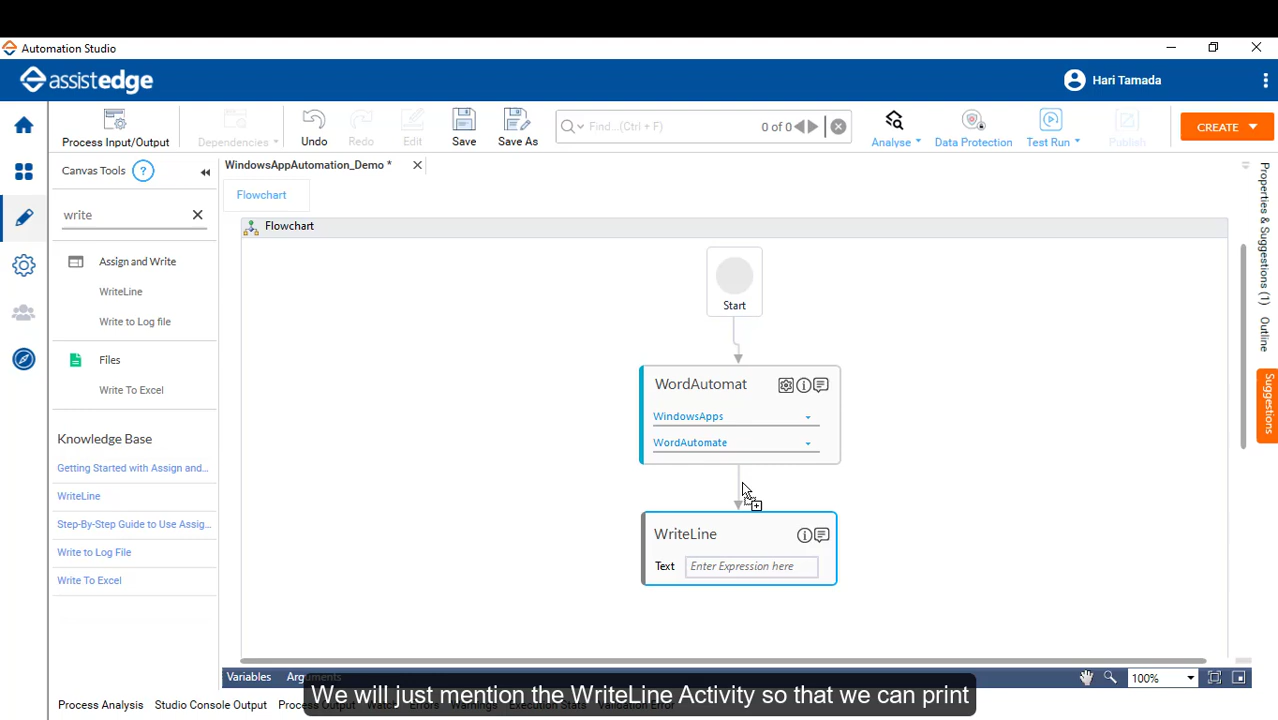 Automation Studio
assistedge
Hari Tamada
Process Input/Output
Dependencies
Undo
Redo
Edit
Save
Save As
Find...(Ctrl + F)
0 of 0
Analyse
Data Protection
Test Run
Publish
CREATE
Canvas Tools ?
WindowsAppAutomation_Demo *
Flowchart
write
Flowchart
Assign and Write
WriteLine
Write to Log file
Files
Write To Excel
Knowledge Base
Getting Started with Assign and...
WriteLine
Step-By-Step Guide to Use Assig...
Write to Log File
Write To Excel
Start
WordAutomat
WindowsApps
WordAutomate
WriteLine
Text Enter Expression here
Properties & Suggestions (1)
Outline
Suggestions
Variables
100%
We will just mention the WriteLine Activity so that we can print
Process Analysis
Studio Console Output